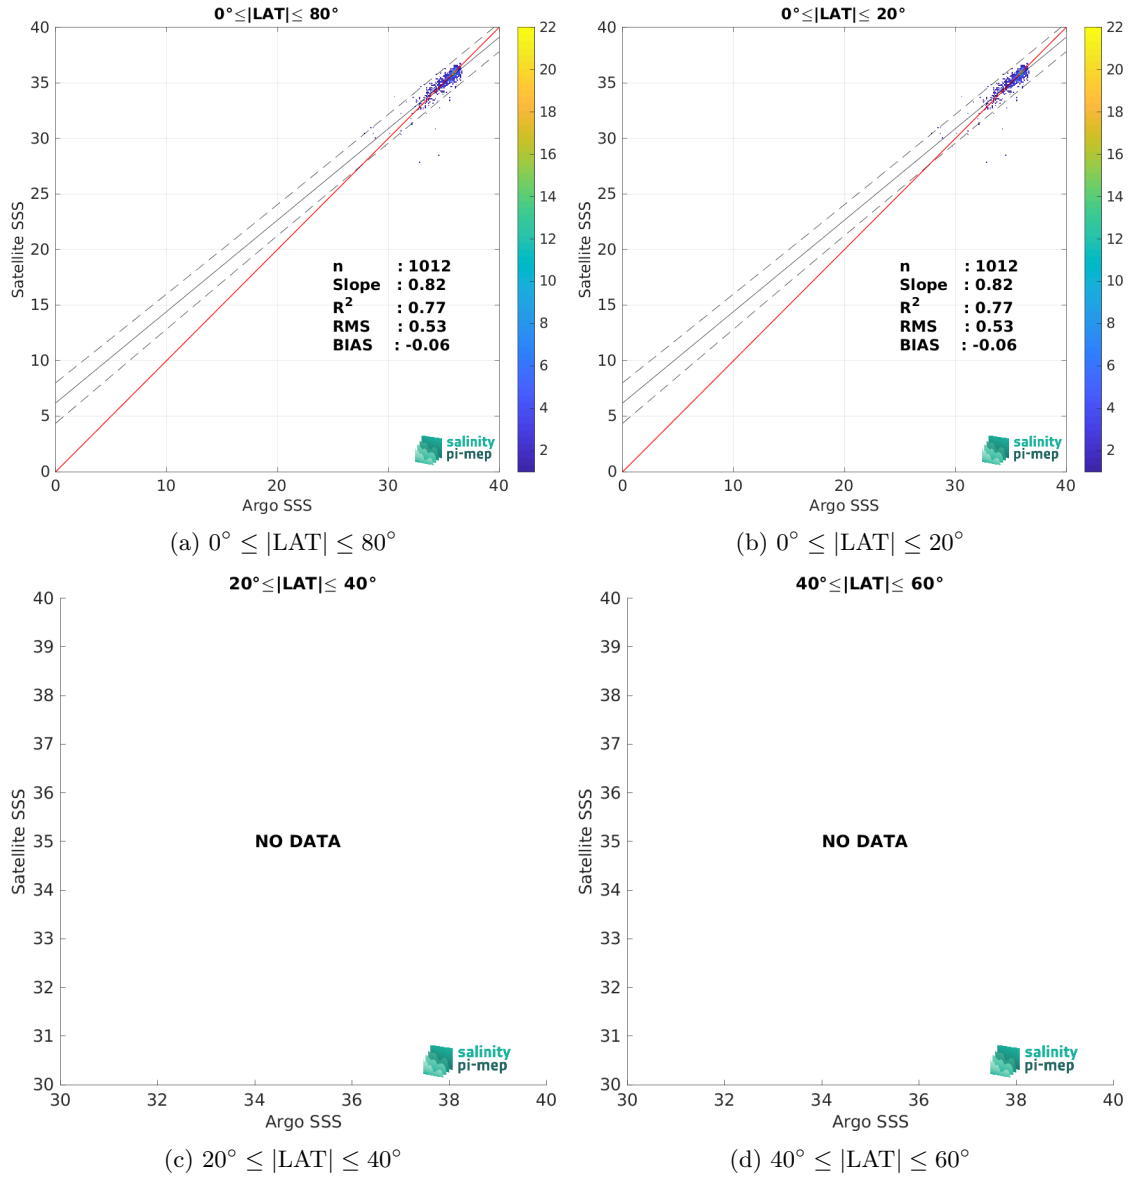 0°≤|LAT|≤ 80°
40
35
30
25
20
15
10
5
0
Satellite SSS
0
10
20
30
40
Argo SSS
n : 1012
Slope : 0.82
R² : 0.77
RMS : 0.53
BIAS : -0.06
salinity
pi-mep
22
20
18
16
14
12
10
8
6
4
2
(a) 0° ≤ |LAT| ≤ 80°
0°≤|LAT|≤ 20°
40
35
30
25
20
15
10
5
0
Satellite SSS
0
10
20
30
40
Argo SSS
n : 1012
Slope : 0.82
R² : 0.77
RMS : 0.53
BIAS : -0.06
salinity
pi-mep
22
20
18
16
14
12
10
8
6
4
2
(b) 0° ≤ |LAT| ≤ 20°
20°≤|LAT|≤ 40°
40
39
38
37
36
35
34
33
32
31
30
Satellite SSS
NO DATA
salinity
pi-mep
30
32
34
36
38
40
Argo SSS
(c) 20° ≤ |LAT| ≤ 40°
40°≤|LAT|≤ 60°
40
39
38
37
36
35
34
33
32
31
30
Satellite SSS
NO DATA
salinity
pi-mep
30
32
34
36
38
40
Argo SSS
(d) 40° ≤ |LAT| ≤ 60°